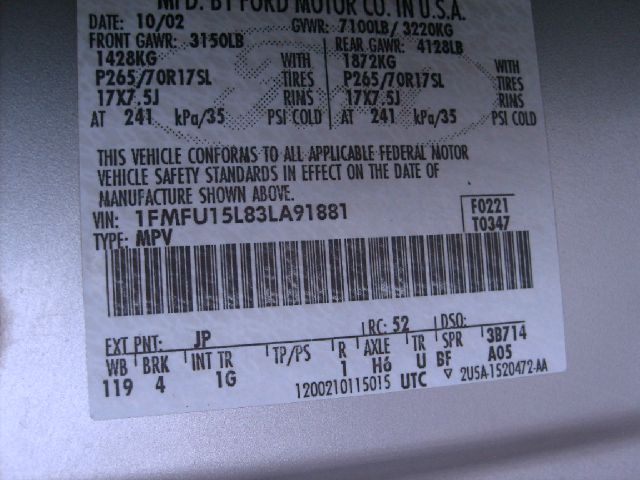 MFD. BY FORD MOTOR CO. IN U.S.A.
DATE: 10/02 GVWR: 7100LB/ 3220KG
FRONT GAWR: 3150LB REAR GAWR: 4128LB
1428KG WITH 1872KG WITH
P265/70R17SL TIRES P265/70R17SL TIRES
17X7.5J RIMS 17X7.5J RIMS
AT 241 kPa/35 PSI COLD AT 241 kPa/35 PSI COLD
THIS VEHICLE CONFORMS TO ALL APPLICABLE FEDERAL MOTOR
VEHICLE SAFETY STANDARDS IN EFFECT ON THE DATE OF
MANUFACTURE SHOWN ABOVE.
VIN: 1FMFU15L83LA91881 F0221
TYPE: MPV T0347
EXT PNT: JP RC: 52 DSO:
WB BRK INT TR TP/PS R AXLE TR SPR 3B714
119 4 1G 1 H6 U BF A05
1200210115015 UTC ▽ 2U5A-1520472-AA